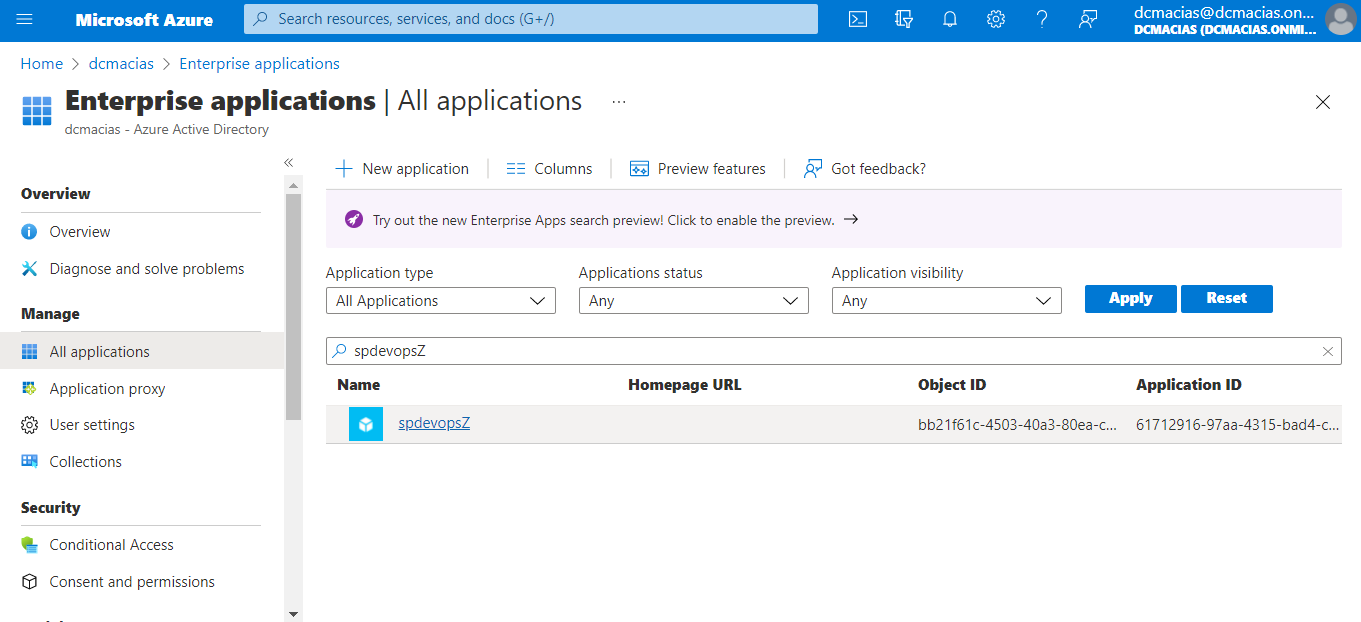 Microsoft Azure
Search resources, services, and docs (G+/)
dcmacias@dcmacias.on...
DCMACIAS (DCMACIAS.ONMI...
Home > dcmacias > Enterprise applications
Enterprise applications | All applications ...
dcmacias - Azure Active Directory
«
Overview
Overview
Diagnose and solve problems
Manage
All applications
Application proxy
User settings
Collections
Security
Conditional Access
Consent and permissions
New application
Columns
Preview features
Got feedback?
Try out the new Enterprise Apps search preview! Click to enable the preview. →
Application type
All Applications
Applications status
Any
Application visibility
Any
Apply
Reset
spdevopsZ
Name Homepage URL Object ID Application ID
spdevopsZ bb21f61c-4503-40a3-80ea-c... 61712916-97aa-4315-bad4-c...